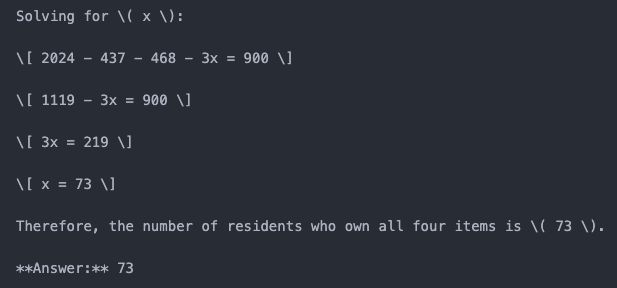 Solving for \( x \):
\[ 2024 – 437 – 468 – 3x = 900 \]
\[ 1119 – 3x = 900 \]
\[ 3x = 219 \]
\[ x = 73 \]
Therefore, the number of residents who own all four items is \( 73 \).
**Answer:** 73